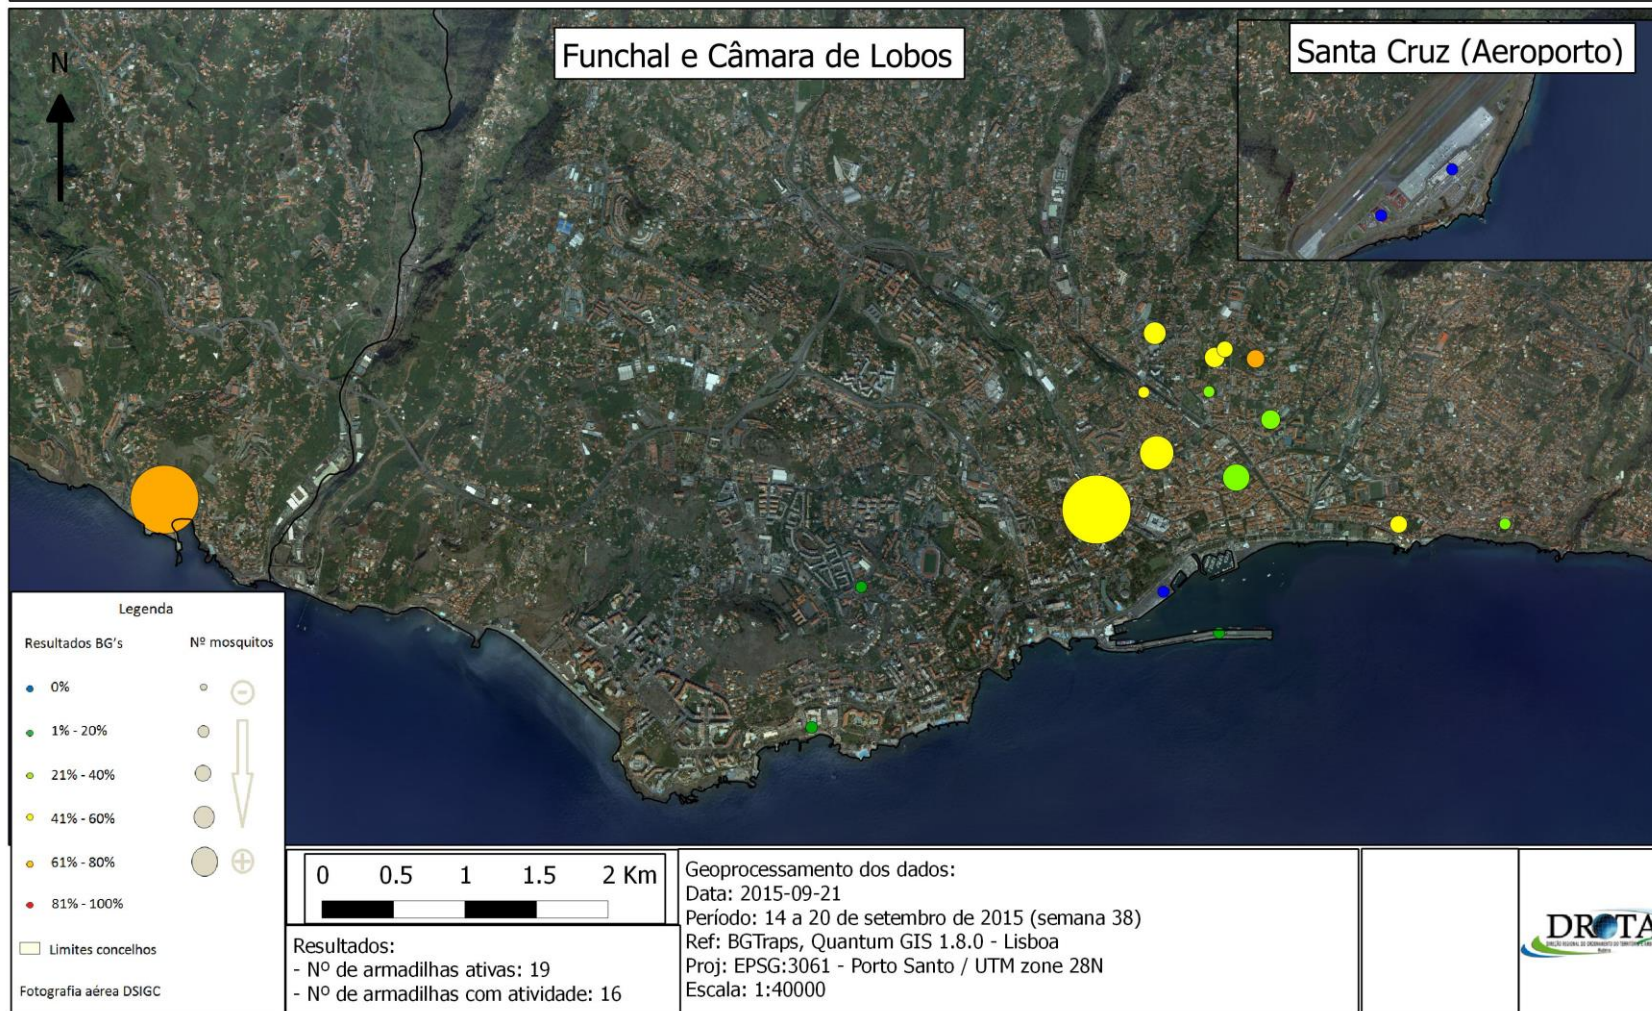 Funchal e Câmara de Lobos
Santa Cruz (Aeroporto)
N
Legenda
Resultados BG's
Nº mosquitos
0%
1% - 20%
21% - 40%
41% - 60%
61% - 80%
81% - 100%
Limites concelhos
Fotografia aérea DSIGC
0 0.5 1 1.5 2 Km
Resultados:
- Nº de armadilhas ativas: 19
- Nº de armadilhas com atividade: 16
Geoprocessamento dos dados:
Data: 2015-09-21
Período: 14 a 20 de setembro de 2015 (semana 38)
Ref: BGTraps, Quantum GIS 1.8.0 - Lisboa
Proj: EPSG:3061 - Porto Santo / UTM zone 28N
Escala: 1:40000
DROTA